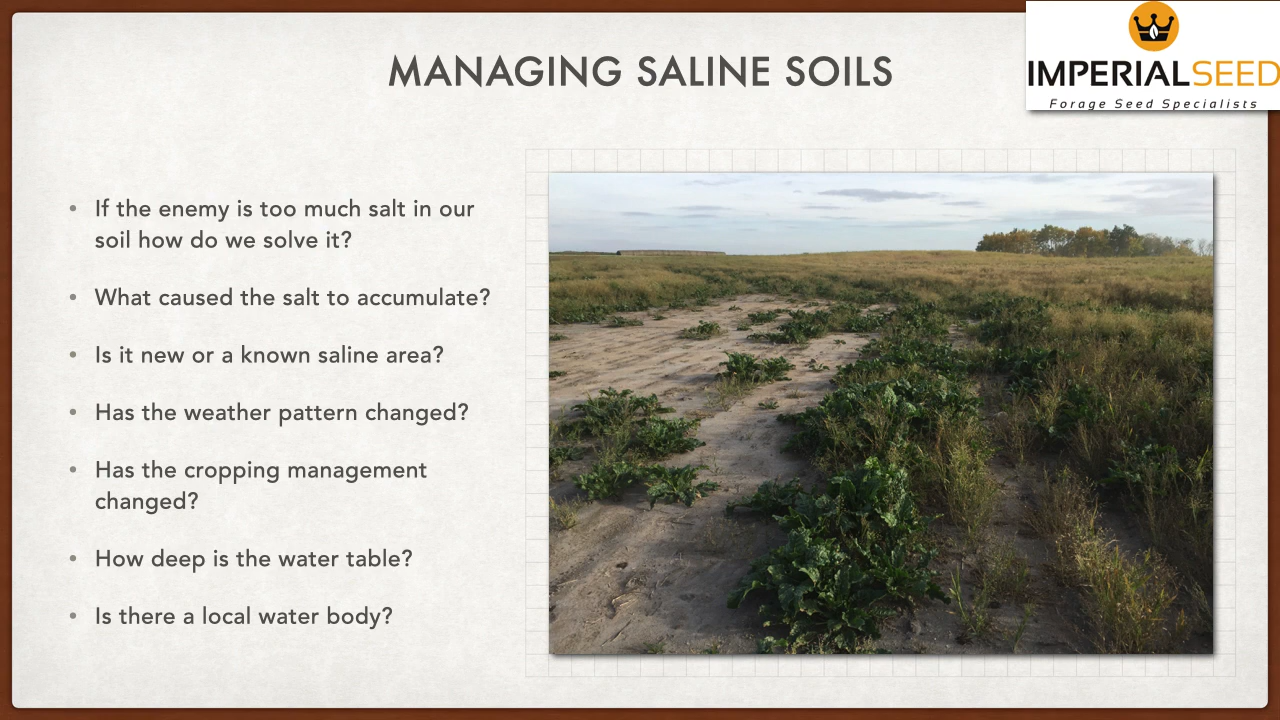 MANAGING SALINE SOILS
IMPERIALSEED
Forage Seed Specialists
• If the enemy is too much salt in our
soil how do we solve it?
• What caused the salt to accumulate?
• Is it new or a known saline area?
• Has the weather pattern changed?
• Has the cropping management
changed?
• How deep is the water table?
• Is there a local water body?